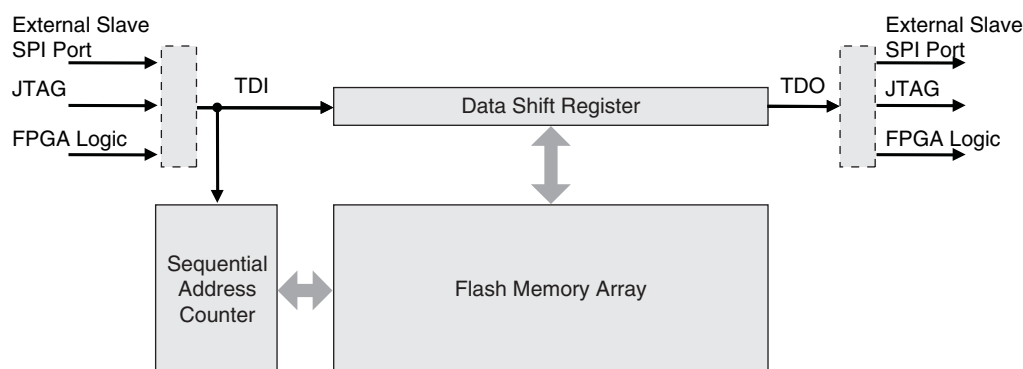 External Slave
SPI Port
JTAG
FPGA Logic
TDI
Data Shift Register
TDO
External Slave
SPI Port
JTAG
FPGA Logic
Sequential
Address
Counter
Flash Memory Array